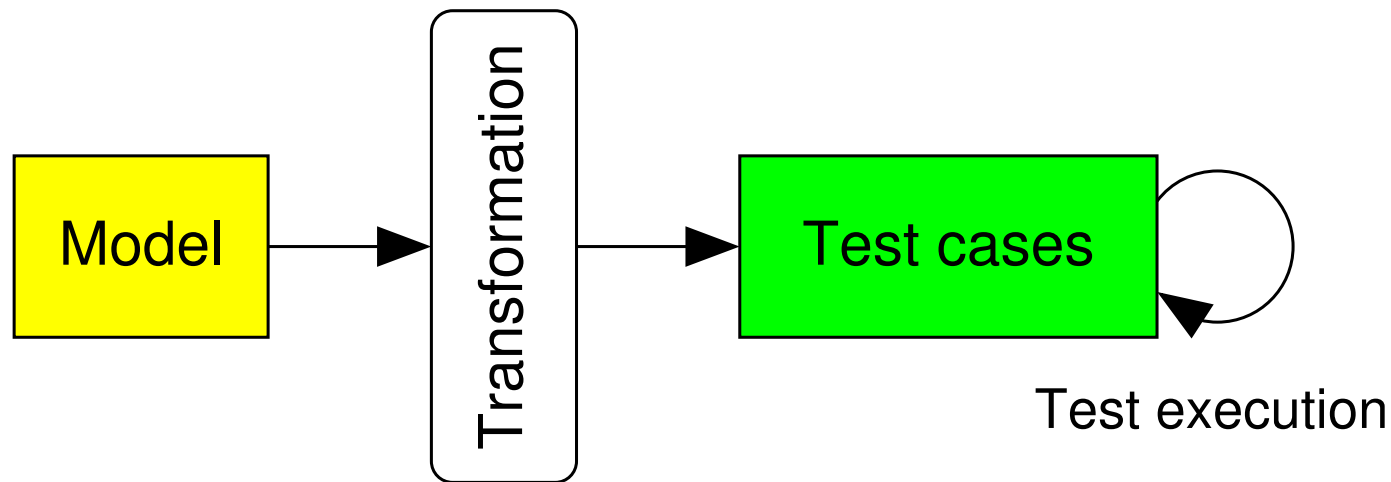 Model
Transformation
Test cases
Test execution